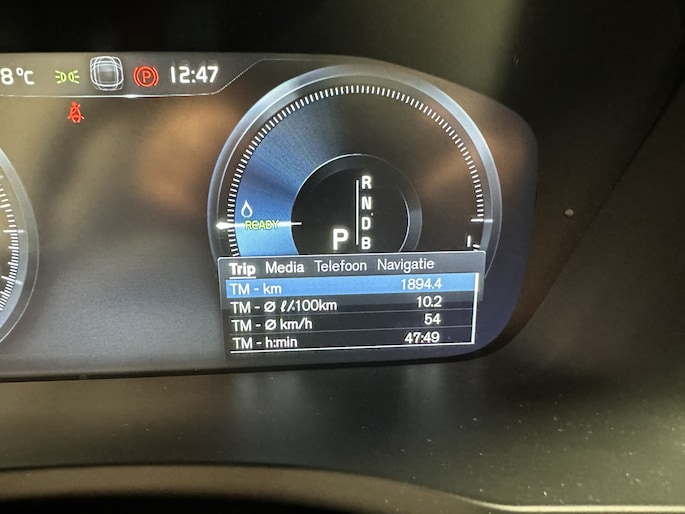 8°C P 12:47
R
N
READY D
P B
Trip Media Telefoon Navigatie
TM - km 1894.4
TM - Ø ℓ/100km 10.2
TM - Ø km/h 54
TM - h:min 47:49